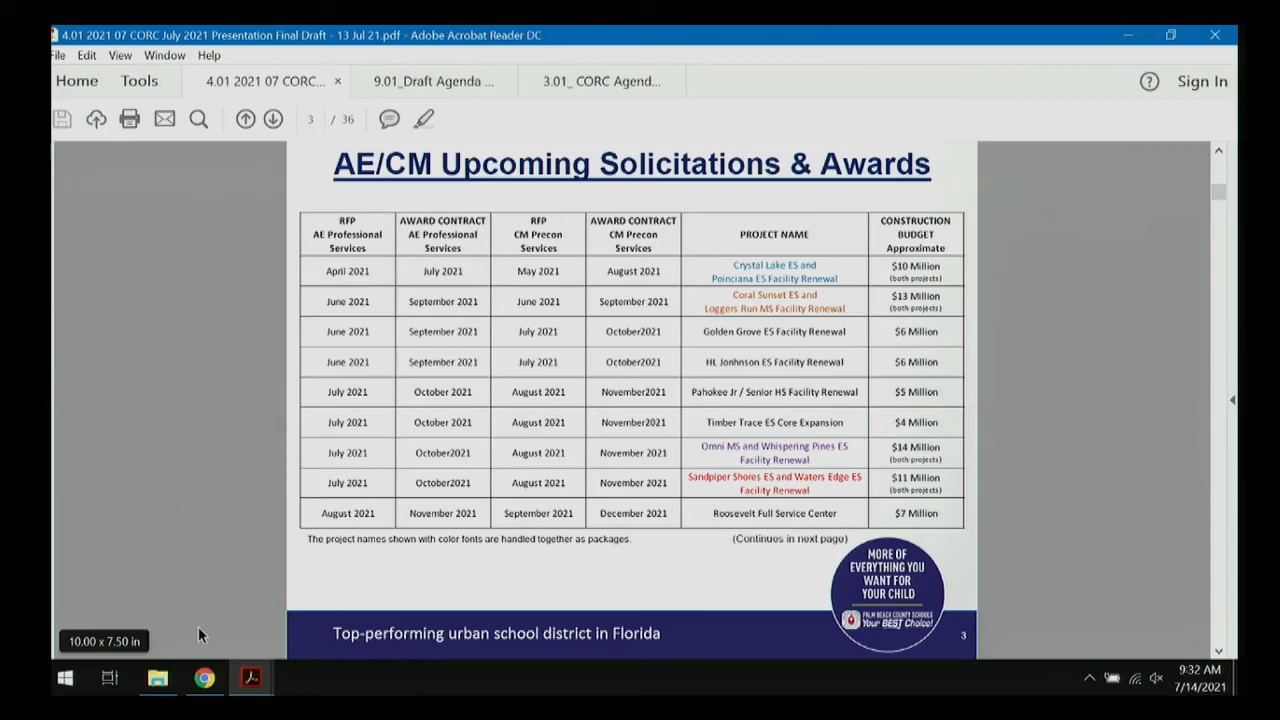 4.01 2021 07 CORC July 2021 Presentation Final Draft - 13 Jul 21.pdf - Adobe Acrobat Reader DC
File Edit View Window Help
Home Tools 4.01 2021 07 CORC... × 9.01_Draft Agenda ... 3.01_ CORC Agend... Sign In
3 / 36
AE/CM Upcoming Solicitations & Awards
RFP AE Professional Services AWARD CONTRACT AE Professional Services RFP CM Precon Services AWARD CONTRACT CM Precon Services PROJECT NAME CONSTRUCTION BUDGET Approximate
April 2021 July 2021 May 2021 August 2021 Crystal Lake ES and Poinciana ES Facility Renewal $10 Million (both projects)
June 2021 September 2021 June 2021 September 2021 Coral Sunset ES and Loggers Run MS Facility Renewal $13 Million (both projects)
June 2021 September 2021 July 2021 October2021 Golden Grove ES Facility Renewal $6 Million
June 2021 September 2021 July 2021 October2021 HL Jonhnson ES Facility Renewal $6 Million
July 2021 October 2021 August 2021 November2021 Pahokee Jr / Senior HS Facility Renewal $5 Million
July 2021 October 2021 August 2021 November2021 Timber Trace ES Core Expansion $4 Million
July 2021 October2021 August 2021 November 2021 Omni MS and Whispering Pines ES Facility Renewal $14 Million (both projects)
July 2021 October2021 August 2021 November 2021 Sandpiper Shores ES and Waters Edge ES Facility Renewal $11 Million (both projects)
August 2021 November 2021 September 2021 December 2021 Roosevelt Full Service Center $7 Million
The project names shown with color fonts are handled together as packages. (Continues in next page)
MORE OF
EVERYTHING YOU
WANT FOR
YOUR CHILD
PALM BEACH COUNTY SCHOOLS
Your BEST Choice!
Top-performing urban school district in Florida
3
10.00 x 7.50 in
9:32 AM
7/14/2021